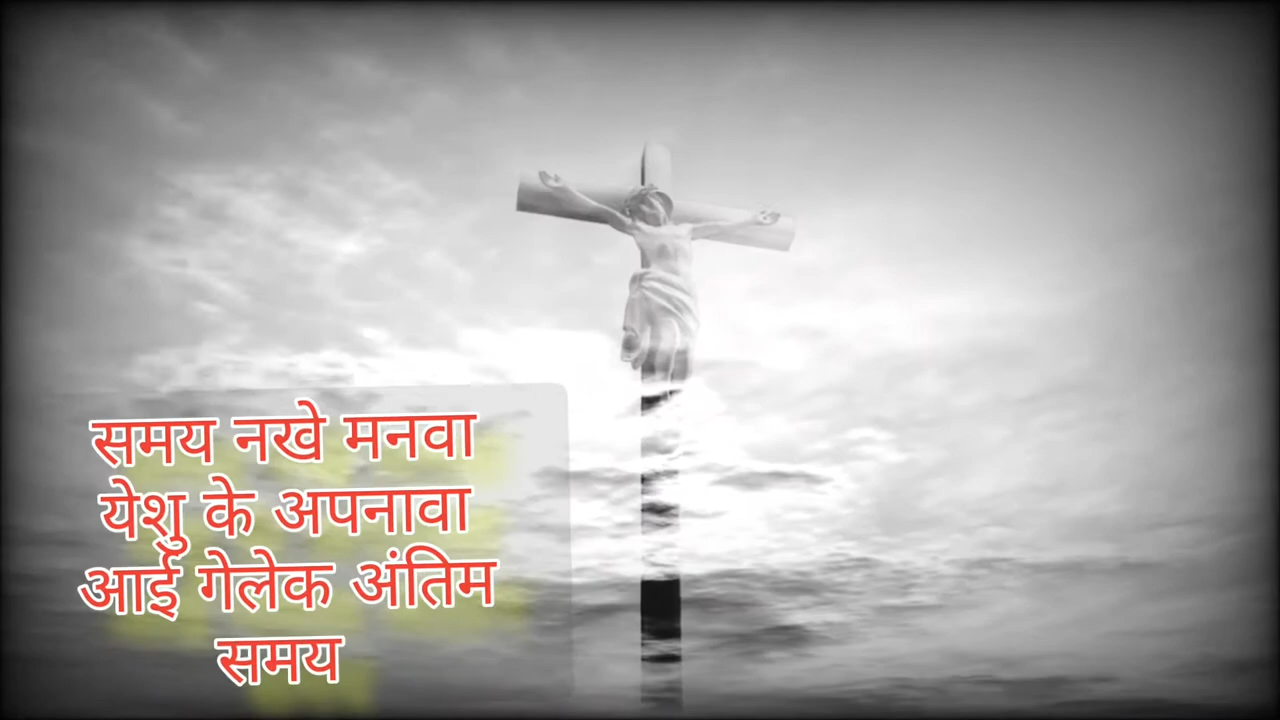 समय नखे मनवा
येशु के अपनावा
आई गेलेक अंतिम
समय